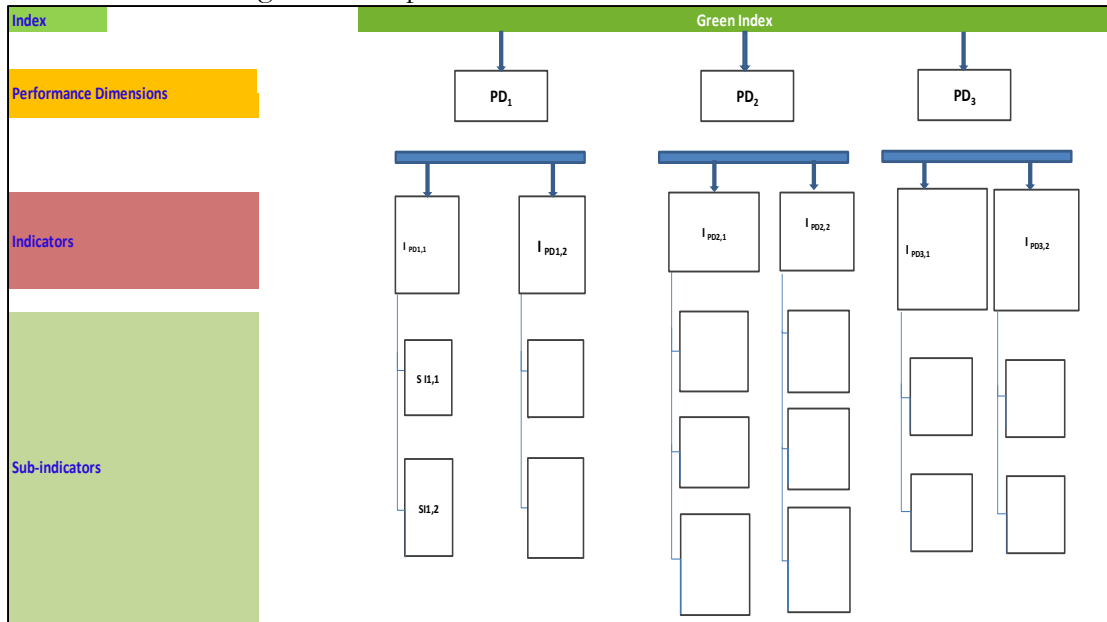 Index
Green Index
Performance Dimensions
PD1
PD2
PD3
Indicators
I PD1,1
I PD1,2
I PD2,1
I PD2,2
I PD3,1
I PD3,2
Sub-indicators
S I1,1
SI1,2